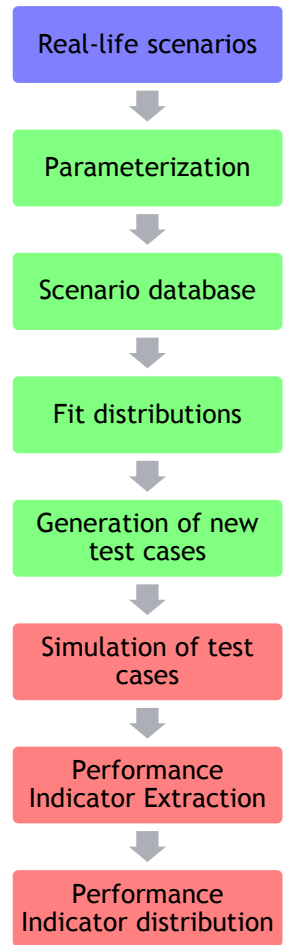 Real-life scenarios
Parameterization
Scenario database
Fit distributions
Generation of new
test cases
Simulation of test
cases
Performance
Indicator Extraction
Performance
Indicator distribution